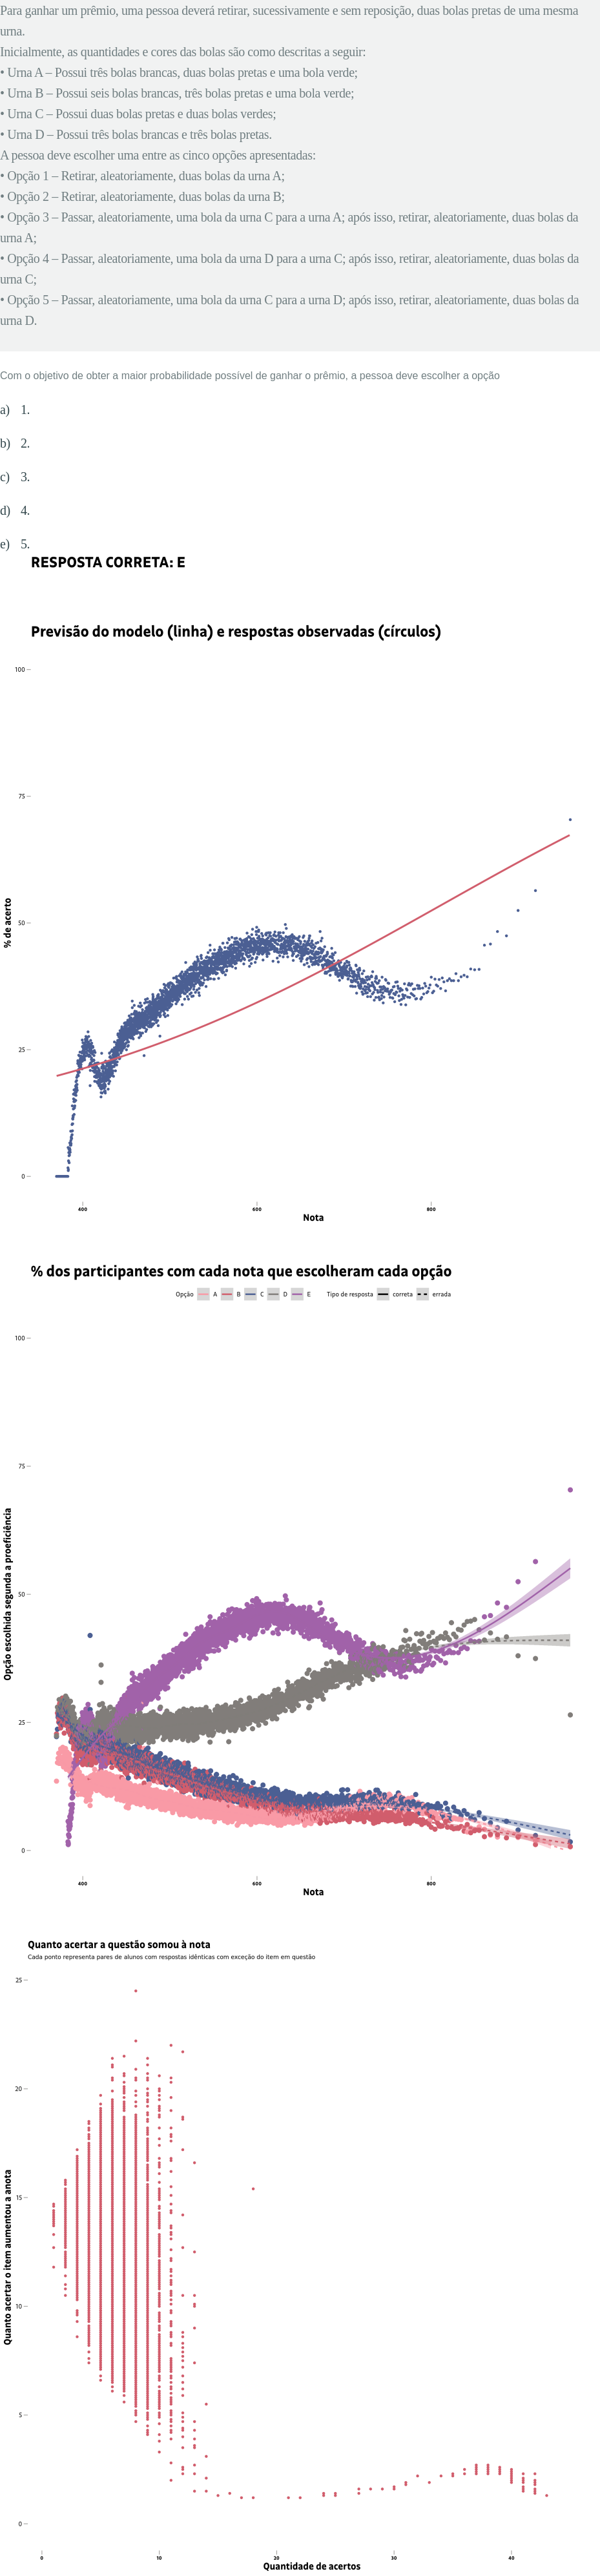 Para ganhar um prêmio, uma pessoa deverá retirar, sucessivamente e sem reposição, duas bolas pretas de uma mesma
urna.
Inicialmente, as quantidades e cores das bolas são como descritas a seguir:
• Urna A – Possui três bolas brancas, duas bolas pretas e uma bola verde;
• Urna B – Possui seis bolas brancas, três bolas pretas e uma bola verde;
• Urna C – Possui duas bolas pretas e duas bolas verdes;
• Urna D – Possui três bolas brancas e três bolas pretas.
A pessoa deve escolher uma entre as cinco opções apresentadas:
• Opção 1 – Retirar, aleatoriamente, duas bolas da urna A;
• Opção 2 – Retirar, aleatoriamente, duas bolas da urna B;
• Opção 3 – Passar, aleatoriamente, uma bola da urna C para a urna A; após isso, retirar, aleatoriamente, duas bolas da
urna A;
• Opção 4 – Passar, aleatoriamente, uma bola da urna D para a urna C; após isso, retirar, aleatoriamente, duas bolas da
urna C;
• Opção 5 – Passar, aleatoriamente, uma bola da urna C para a urna D; após isso, retirar, aleatoriamente, duas bolas da
urna D.
Com o objetivo de obter a maior probabilidade possível de ganhar o prêmio, a pessoa deve escolher a opção
a) 1.
b) 2.
c) 3.
d) 4.
e) 5.
RESPOSTA CORRETA: E
Previsão do modelo (linha) e respostas observadas (círculos)
100
75
% de acerto
50
25
0
400 600 800
Nota
% dos participantes com cada nota que escolheram cada opção
Opção A B C D E Tipo de resposta correta errada
100
75
Opção escolhida segunda a proeficiência
50
25
0
400 600 800
Nota
Quanto acertar a questão somou à nota
Cada ponto representa pares de alunos com respostas idênticas com exceção do item em questão
25
20
Quanto acertar o item aumentou a anota
15
10
5
0
0 10 20 30 40
Quantidade de acertos